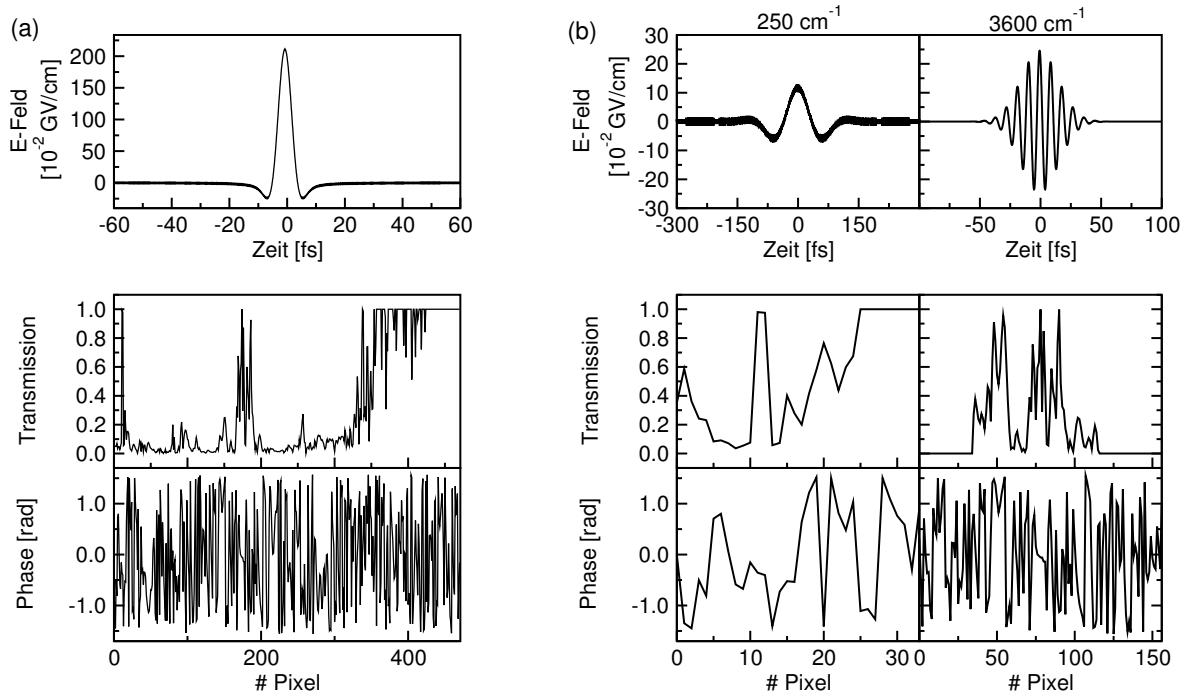 (a)
E-Feld
[10⁻² GV/cm]
200
150
100
50
0
-60 -40 -20 0 20 40 60
Zeit [fs]
Transmission
1.0
0.8
0.6
0.4
0.2
0.0
Phase [rad]
1.0
0.0
-1.0
0 200 400
# Pixel
(b)
250 cm⁻¹ 3600 cm⁻¹
E-Feld
[10⁻² GV/cm]
30
20
10
0
-10
-20
-30
-300 -150 0 150 -50 0 50 100
Zeit [fs] Zeit [fs]
Transmission
1.0
0.8
0.6
0.4
0.2
0.0
Phase [rad]
1.0
0.0
-1.0
0 10 20 30 0 50 100 150
# Pixel # Pixel